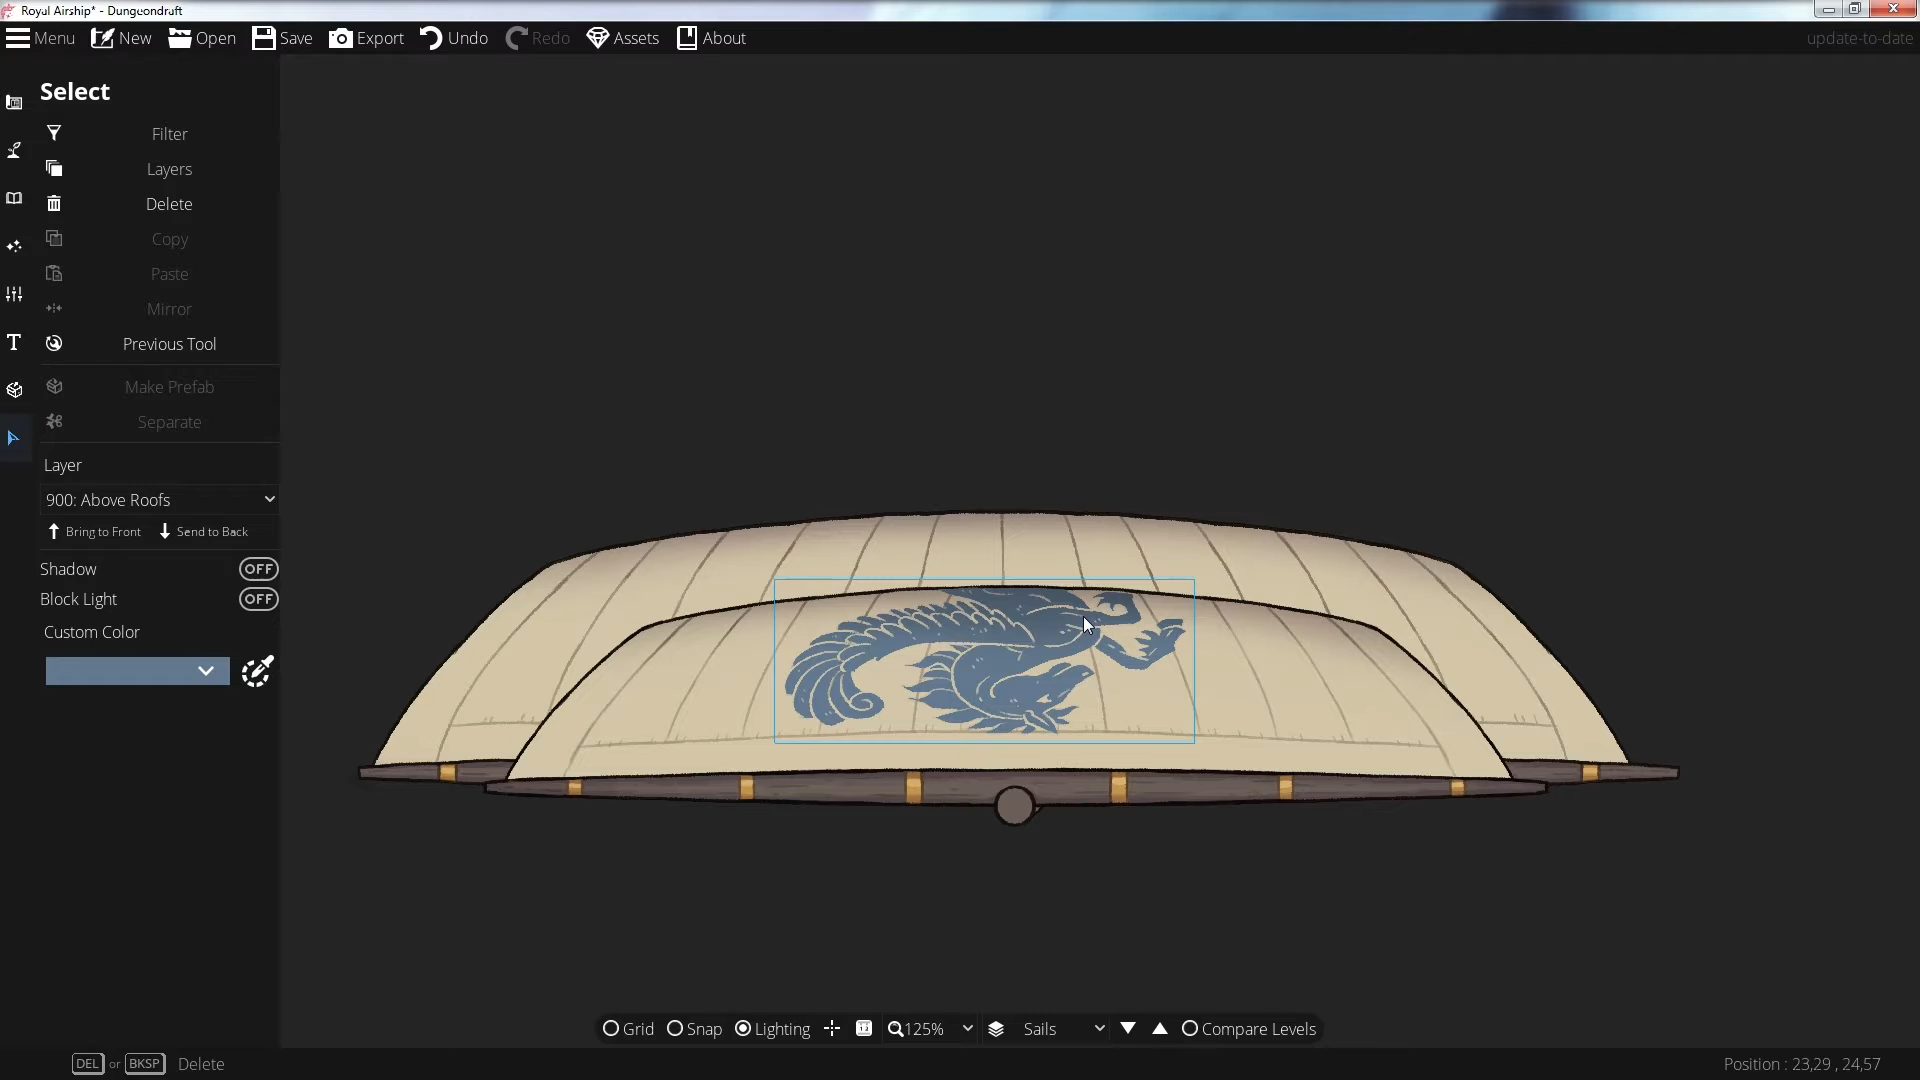 Royal Airship* - Dungeondraft
Menu New Open Save Export Undo Redo Assets About update-to-date
Select
Filter
Layers
Delete
Copy
Paste
Mirror
Previous Tool
Make Prefab
Separate
Layer
900: Above Roofs
Bring to Front Send to Back
Shadow OFF
Block Light OFF
Custom Color
Grid Snap Lighting 125% Sails Compare Levels
DEL or BKSP Delete Position : 23,29 , 24,57